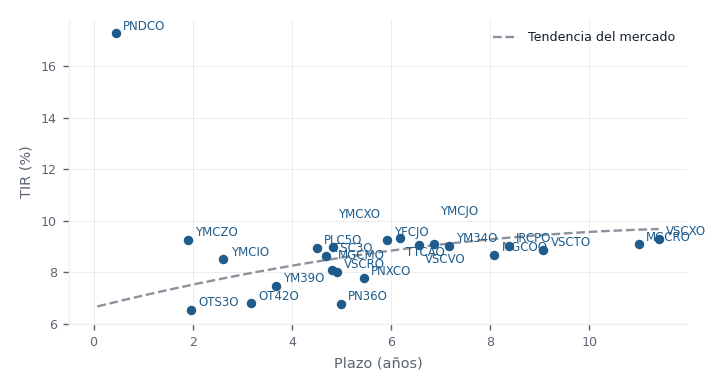 PNDCO
Tendencia del mercado
16
14
12
10
8
6
TIR (%)
YMCXO
YMCJO
YMCZO
YFCJO
VSCXO
MGCRO
YMCIO
PLC5O
YM34O
IRCPO
VSCTO
MGCOO
TTCAO
VSCVO
MGCMO
VSCRO
PNXCO
YM39O
OTS3O
OT42O
PN36O
0
2
4
6
8
10
Plazo (años)